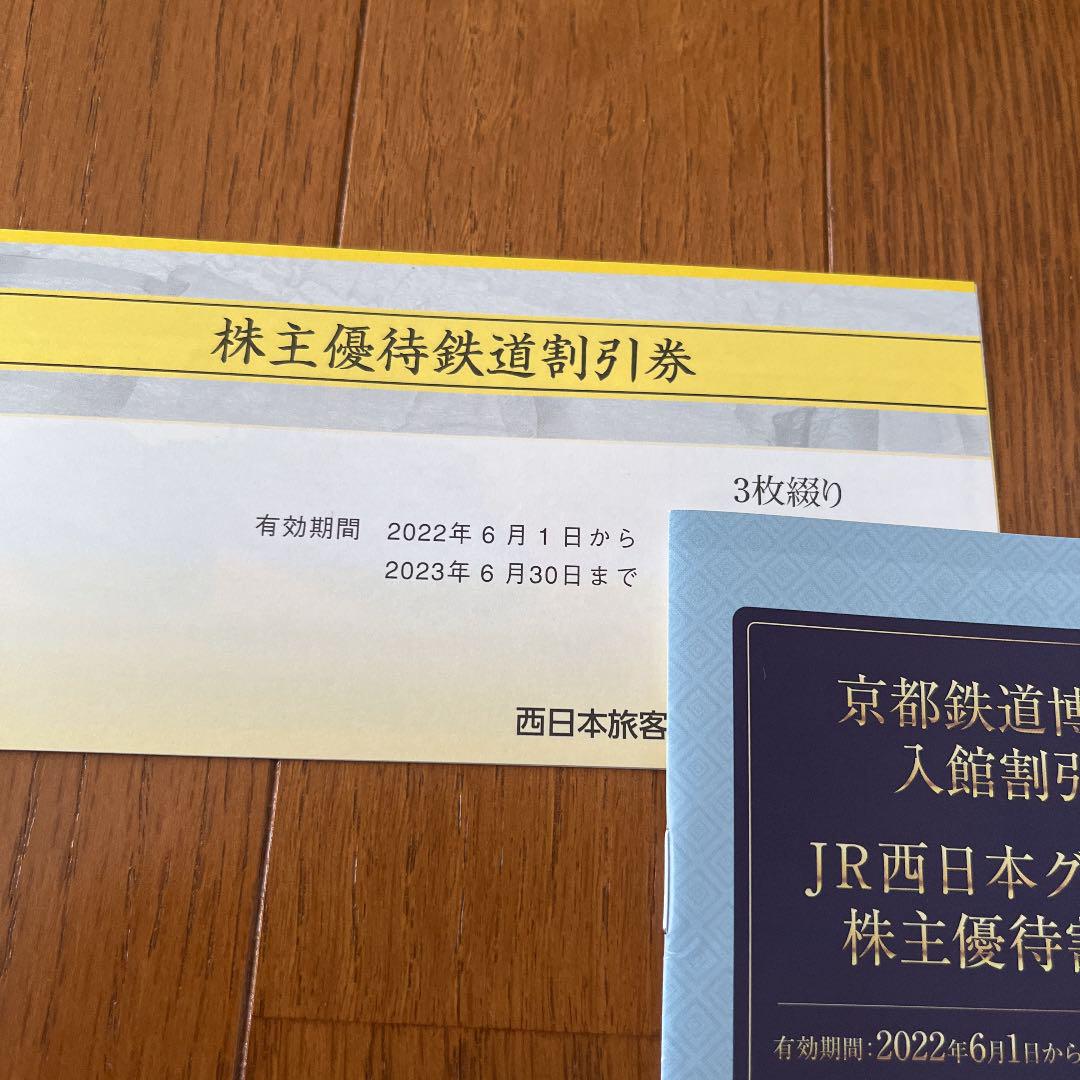 株主優待鉄道割引券
3枚綴り
有効期間 2022年6月1日から
2023年6月30日まで
西日本旅客
京都鉄道博
入館割引
JR西日本グ
株主優待割
有効期間:2022年6月1日から